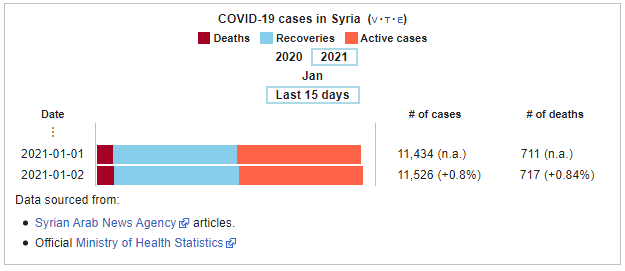 COVID-19 cases in Syria (V · T · E)
Deaths Recoveries Active cases
2020 2021
Jan
Last 15 days
Date # of cases # of deaths
⋮
2021-01-01 11,434 (n.a.) 711 (n.a.)
2021-01-02 11,526 (+0.8%) 717 (+0.84%)
Data sourced from:
• Syrian Arab News Agency articles.
• Official Ministry of Health Statistics